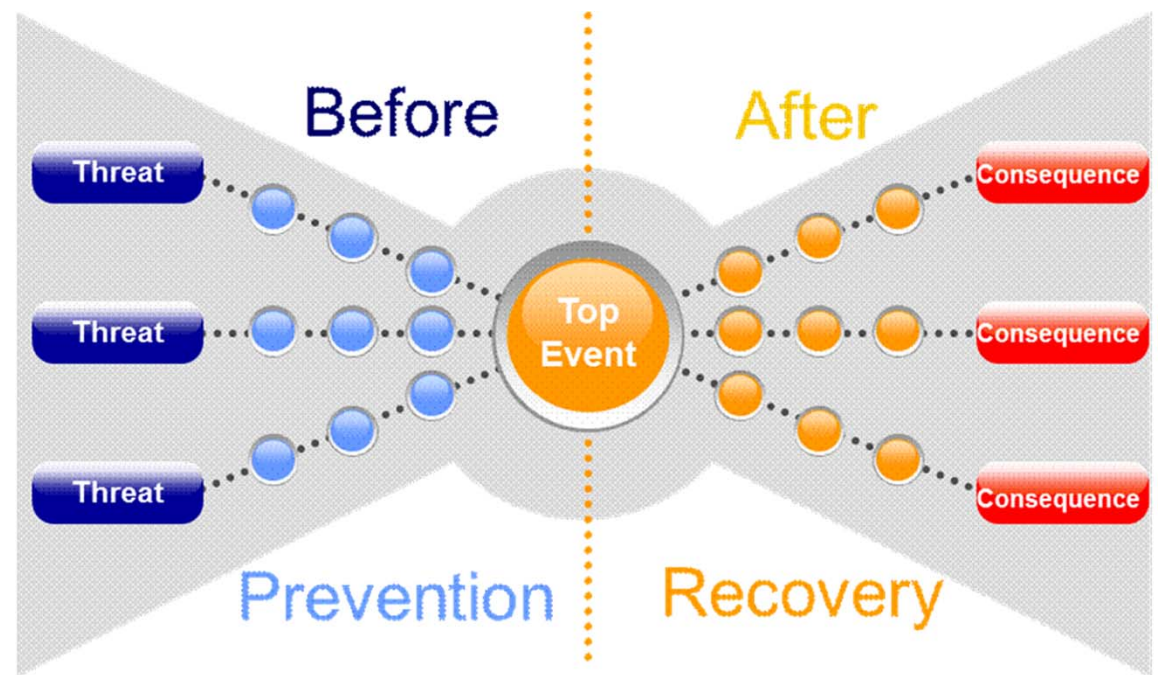 Before
After
Threat
Consequence
Threat
Top
Event
Consequence
Threat
Consequence
Prevention
Recovery